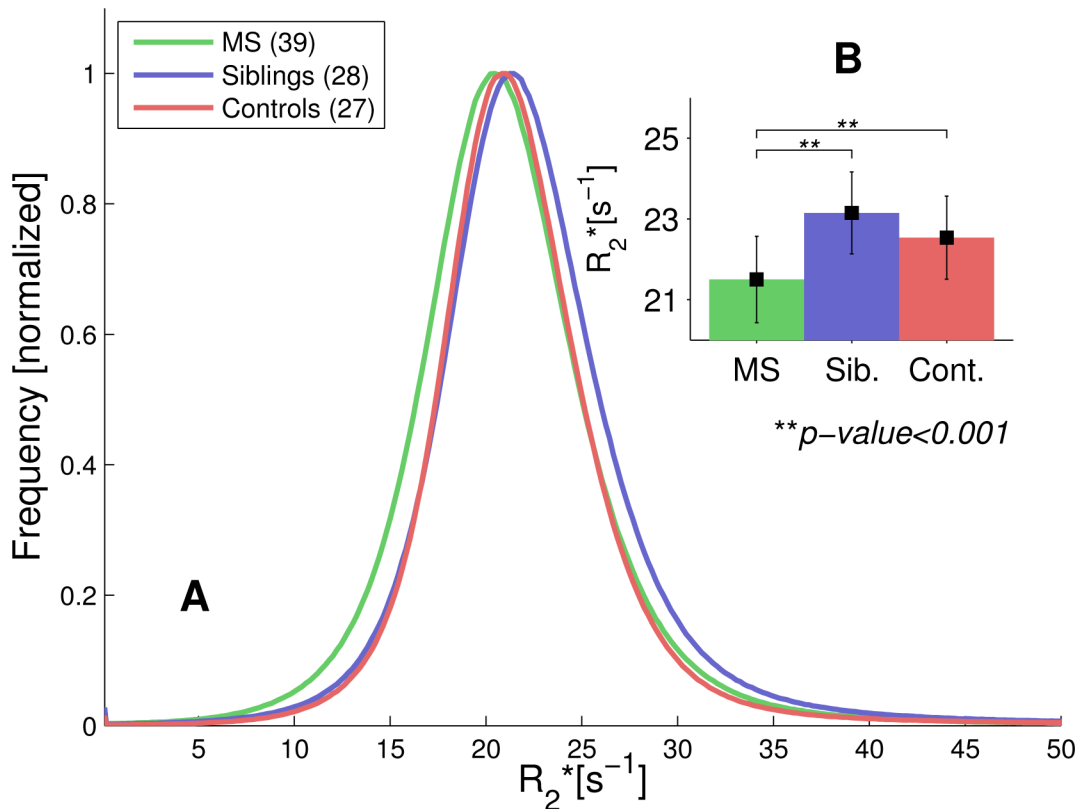 MS (39)
Siblings (28)
Controls (27)
Frequency [normalized]
1
0.8
0.6
0.4
0.2
0
A
5
10
15
20
25
30
35
40
45
50
R2*[s−1]
B
**
**
R2*[s−1]
25
23
21
MS
Sib.
Cont.
**p−value<0.001